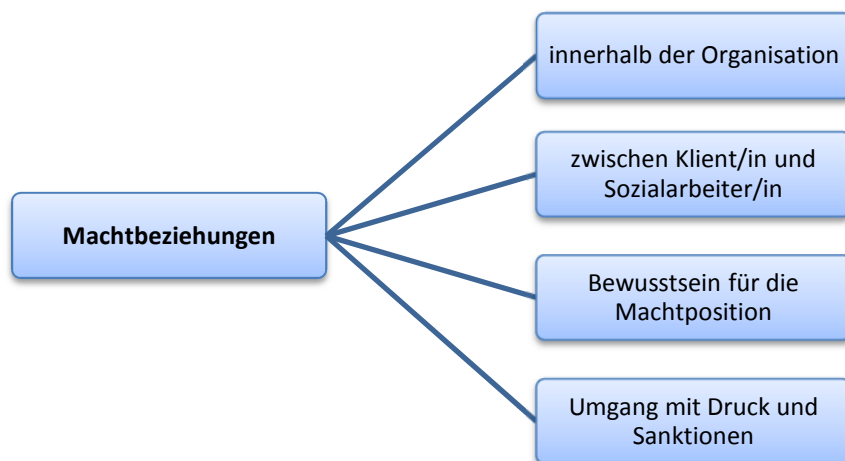 innerhalb der Organisation
zwischen Klient/in und
Sozialarbeiter/in
Machtbeziehungen
Bewusstsein für die
Machtposition
Umgang mit Druck und
Sanktionen